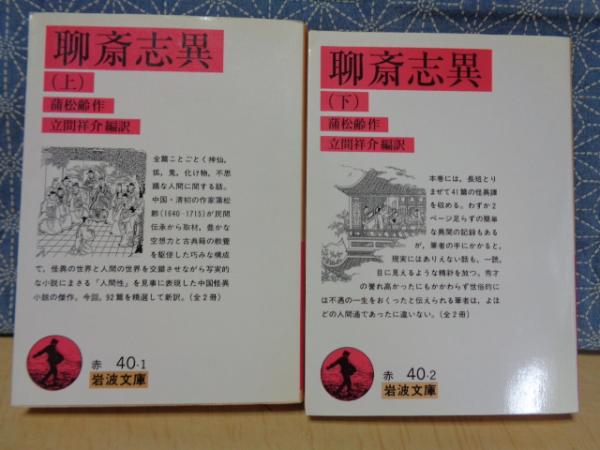 聊斎志異
(上)
蒲松齢作
立間祥介編訳
全篇ことごとく神仙,
狐,鬼,化け物,不思
議な人間に関する話.
中国・清初の作家蒲松
齢(1640-1715)が民間
伝承から取材,豊かな
空想力と古典籍の教養
を駆使した巧みな構成
で,怪異の世界と人間の世界を交錯させながら写実的
な小説にまさる「人間性」を見事に表現した中国怪異
小説の傑作.今回,92篇を精選して新訳.(全2冊)
赤 40-1
岩波文庫
聊斎志異
(下)
蒲松齢作
立間祥介編訳
本巻には,長短とり
まぜて41篇の怪異譚
を収める.わずか2
ページ足らずの簡単
な異聞の記録もある
が,筆者の手にかかると,
現実にはありえない話も,一読,
目に見えるような精彩を放つ.秀才
の誉れ高かったにもかかわらず世俗的に
は不遇の一生をおくったと伝えられる筆者は,よほ
どの人間通であったに違いない.(全2冊)
赤 40-2
岩波文庫